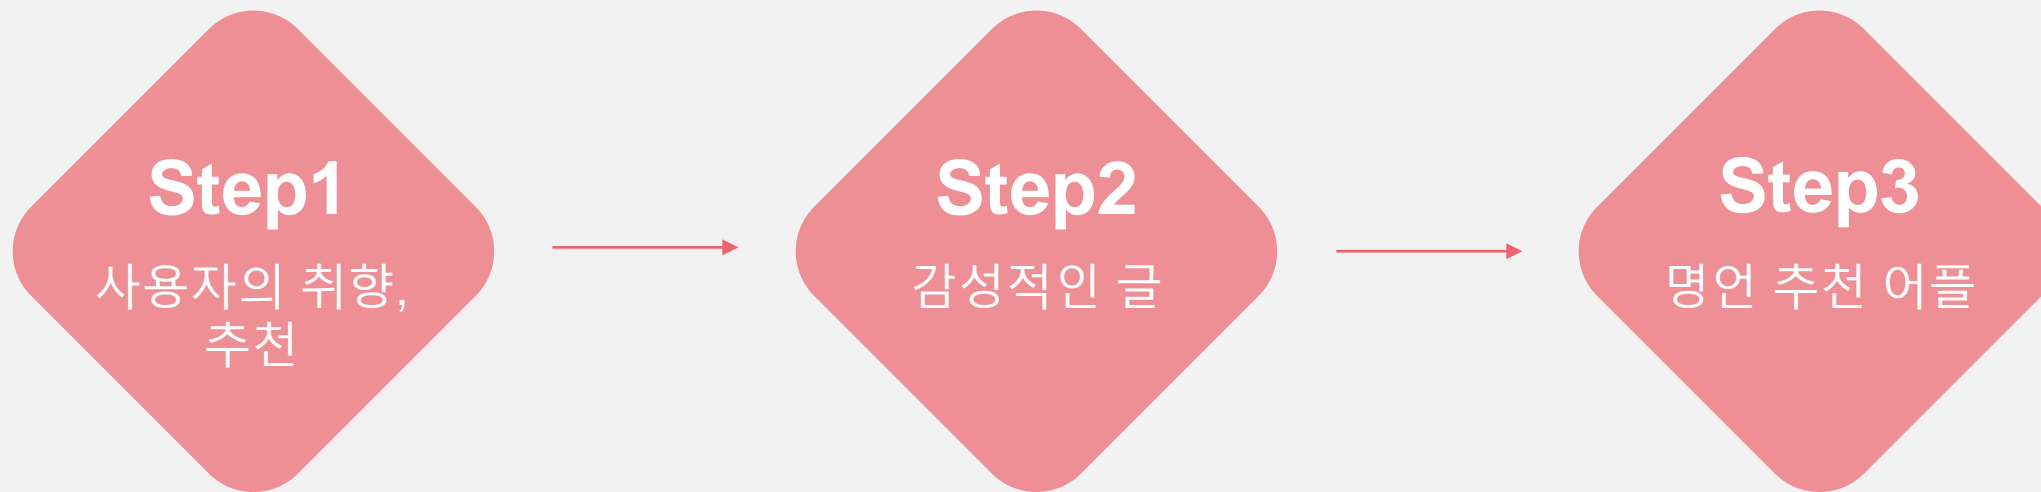 Step1
사용자의 취향,
추천
Step2
감성적인 글
Step3
명언 추천 어플